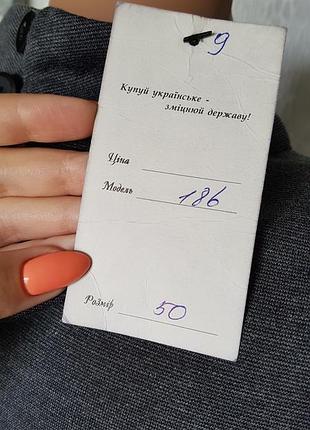 9
Купуй українське -
зміцнюй державу!
Ціна
Модель 186
Розмір 50